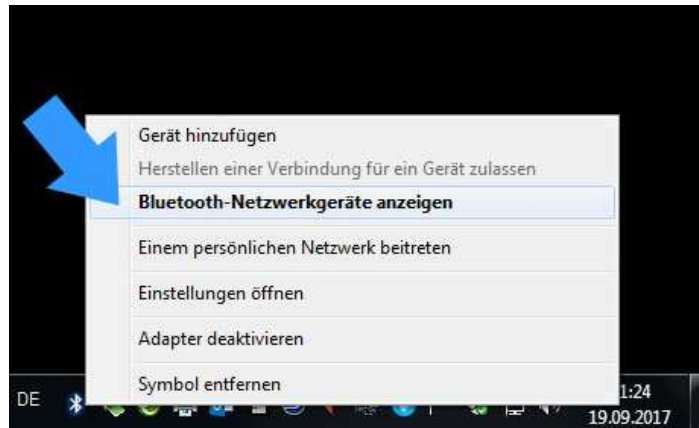 Gerät hinzufügen
Herstellen einer Verbindung für ein Gerät zulassen
Bluetooth-Netzwerkgeräte anzeigen
Einem persönlichen Netzwerk beitreten
Einstellungen öffnen
Adapter deaktivieren
Symbol entfernen
DE
1:24
19.09.2017